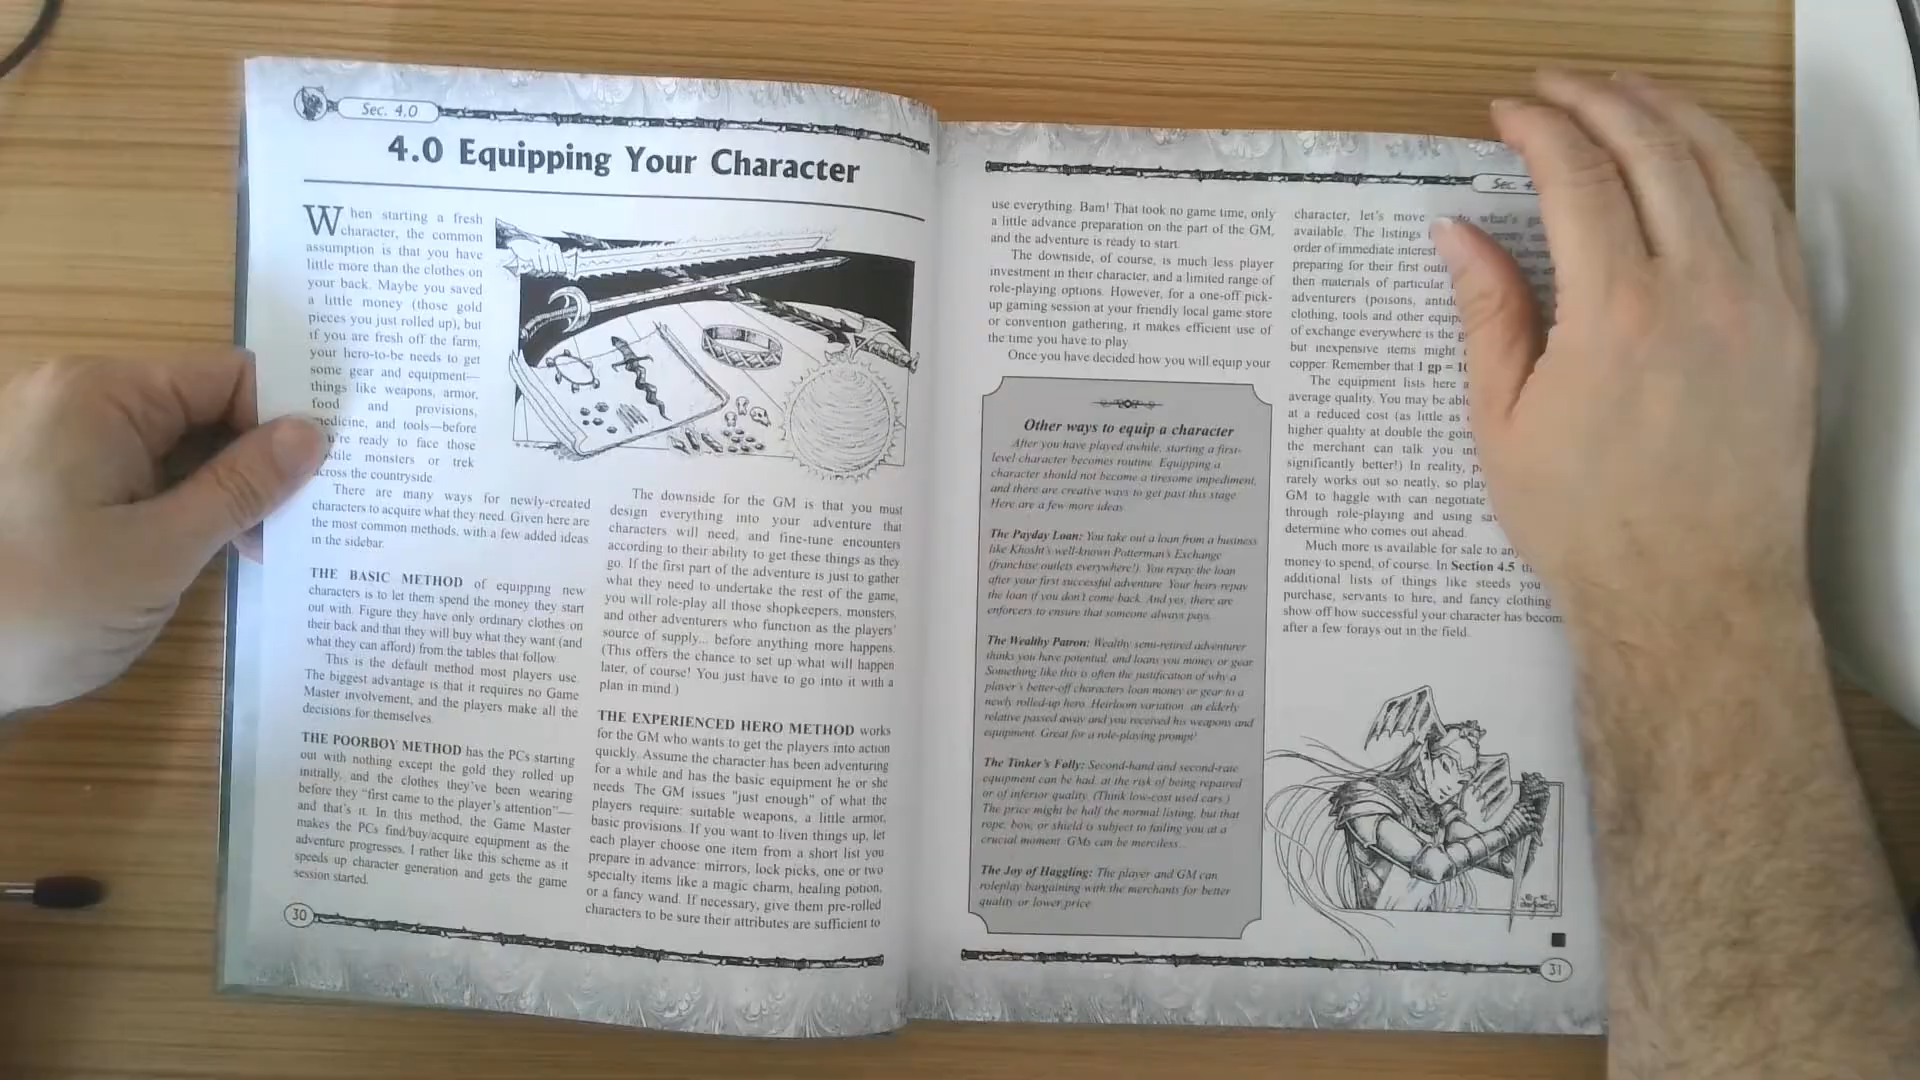 Sec. 4.0
4.0 Equipping Your Character
When starting a fresh
character, the common
assumption is that you have
little more than the clothes on
your back. Maybe you saved
a little money (those gold
pieces you just rolled up), but
if you are fresh off the farm,
your hero-to-be needs to get
some gear and equipment—
things like weapons, armor,
food and provisions,
medicine, and tools—before
you're ready to face those
hostile monsters or trek
across the countryside.
There are many ways for newly-created
characters to acquire what they need. Given here are
the most common methods, with a few added ideas
in the sidebar.
THE BASIC METHOD of equipping new
characters is to let them spend the money they start
out with. Figure they have only ordinary clothes on
their back and that they will buy what they want (and
what they can afford) from the tables that follow.
This is the default method most players use.
The biggest advantage is that it requires no Game
Master involvement, and the players make all the
decisions for themselves.
THE POORBOY METHOD has the PCs starting
out with nothing except the gold they rolled up
initially, and the clothes they've been wearing
before they "first came to the player's attention"—
and that's it. In this method, the Game Master
makes the PCs find/buy/acquire equipment as the
adventure progresses. I rather like this scheme as it
speeds up character generation and gets the game
session started.
The downside for the GM is that you must
design everything into your adventure that
characters will need, and fine-tune encounters
according to their ability to get these things as they
go. If the first part of the adventure is just to gather
what they need to undertake the rest of the game,
you will role-play all those shopkeepers, monsters,
and other adventurers who function as the players'
source of supply... before anything more happens.
(This offers the chance to set up what will happen
later, of course! You just have to go into it with a
plan in mind.)
THE EXPERIENCED HERO METHOD works
for the GM who wants to get the players into action
quickly. Assume the character has been adventuring
for a while and has the basic equipment he or she
needs. The GM issues "just enough" of what the
players require: suitable weapons, a little armor,
basic provisions. If you want to liven things up, let
each player choose one item from a short list you
prepare in advance: mirrors, lock picks, one or two
specialty items like a magic charm, healing potion,
or a fancy wand. If necessary, give them pre-rolled
characters to be sure their attributes are sufficient to
30
Sec. 4.
use everything. Bam! That took no game time, only
a little advance preparation on the part of the GM,
and the adventure is ready to start.
The downside, of course, is much less player
investment in their character, and a limited range of
role-playing options. However, for a one-off pick-
up gaming session at your friendly local game store
or convention gathering, it makes efficient use of
the time you have to play.
Once you have decided how you will equip your
Other ways to equip a character
After you have played awhile, starting a first-
level character becomes routine. Equipping a
character should not become a tiresome impediment,
and there are creative ways to get past this stage.
Here are a few more ideas.
The Payday Loan: You take out a loan from a business
like Khosht's well-known Potterman's Exchange
(franchise outlets everywhere!). You repay the loan
after your first successful adventure. Your heirs repay
the loan if you don't come back. And yes, there are
enforcers to ensure that someone always pays.
The Wealthy Patron: Wealthy semi-retired adventurer
thinks you have potential, and loans you money or gear.
Something like this is often the justification of why a
player's better-off characters loan money or gear to a
newly rolled-up hero. Heirloom variation: an elderly
relative passed away and you received his weapons and
equipment. Great for a role-playing prompt!
The Tinker's Folly: Second-hand and second-rate
equipment can be had, at the risk of being repaired
or of inferior quality. (Think low-cost used cars.)
The price might be half the normal listing, but that
rope, bow, or shield is subject to failing you at a
crucial moment. GMs can be merciless...
The Joy of Haggling: The player and GM can
roleplay bargaining with the merchants for better
quality or lower price.
character, let's move what's
available. The listings
order of immediate interest
preparing for their first
then materials of particular
adventurers (poisons,
clothing, tools and other
of exchange everywhere is the
but inexpensive items might
copper. Remember that 1 gp =
The equipment lists here
average quality. You may be
at a reduced cost (as little as
higher quality at double the
the merchant can talk you
significantly better!) In reality,
rarely works out so neatly, so
GM to haggle with can negotiate
through role-playing and using
determine who comes out ahead.
Much more is available for sale to
money to spend, of course. In Section 4.5
additional lists of things like steeds you
purchase, servants to hire, and fancy clothing
show off how successful your character has
after a few forays out in the field.
31